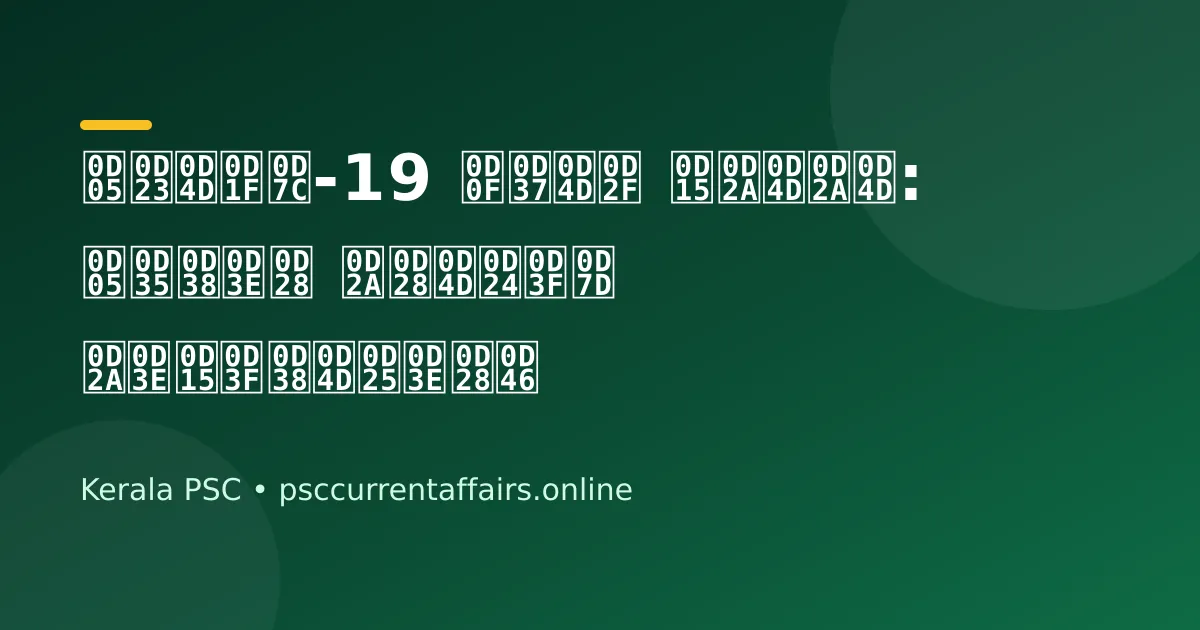 അണ്ടർ-19 ഏഷ്യ കപ്പ്:
അവസാന പന്തിൽ
പാകിസ്ഥാനെ
Kerala PSC • psccurrentaffairs.online